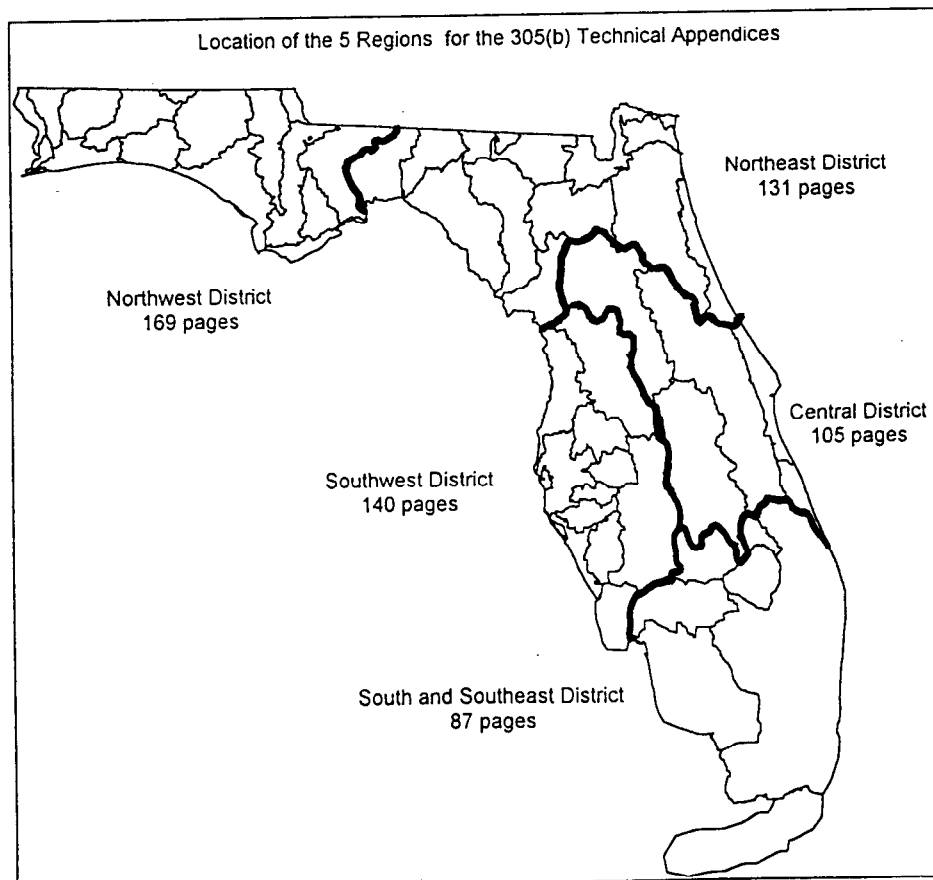 Location of the 5 Regions for the 305(b) Technical Appendices
Northeast District
131 pages
Northwest District
169 pages
Central District
105 pages
Southwest District
140 pages
South and Southeast District
87 pages